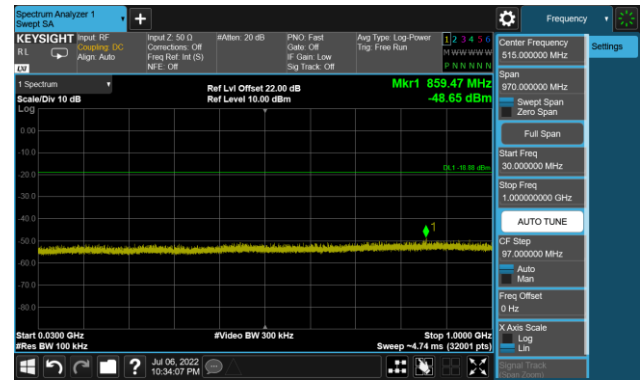 Spectrum Analyzer 1
Swept SA
Frequency
KEYSIGHT
RL
LXI
Input: RF
Coupling: DC
Align: Auto
Input Z: 50 Ω
Corrections: Off
Freq Ref: Int (S)
NFE: Off
#Atten: 20 dB
PNO: Fast
Gate: Off
IF Gain: Low
Sig Track: Off
Avg Type: Log-Power
Trig: Free Run
1 2 3 4 5 6
M W W W W W
P N N N N N
Center Frequency
515.000000 MHz
Settings
1 Spectrum
Scale/Div 10 dB
Log
Ref Lvl Offset 22.00 dB
Ref Level 10.00 dBm
Mkr1 859.47 MHz
-48.65 dBm
Span
970.000000 MHz
Swept Span
Zero Span
Full Span
Start Freq
30.000000 MHz
Stop Freq
1.000000000 GHz
AUTO TUNE
CF Step
97.000000 MHz
Auto
Man
Freq Offset
0 Hz
X Axis Scale
Log
Lin
Signal Track
(Span Zoom)
0.00
-10.0
-20.0
-30.0
-40.0
-50.0
-60.0
-70.0
-80.0
DL1 -18.88 dBm
1
Start 0.0300 GHz
#Res BW 100 kHz
#Video BW 300 kHz
Stop 1.0000 GHz
Sweep ~4.74 ms (32001 pts)
?
Jul 06, 2022
10:34:07 PM